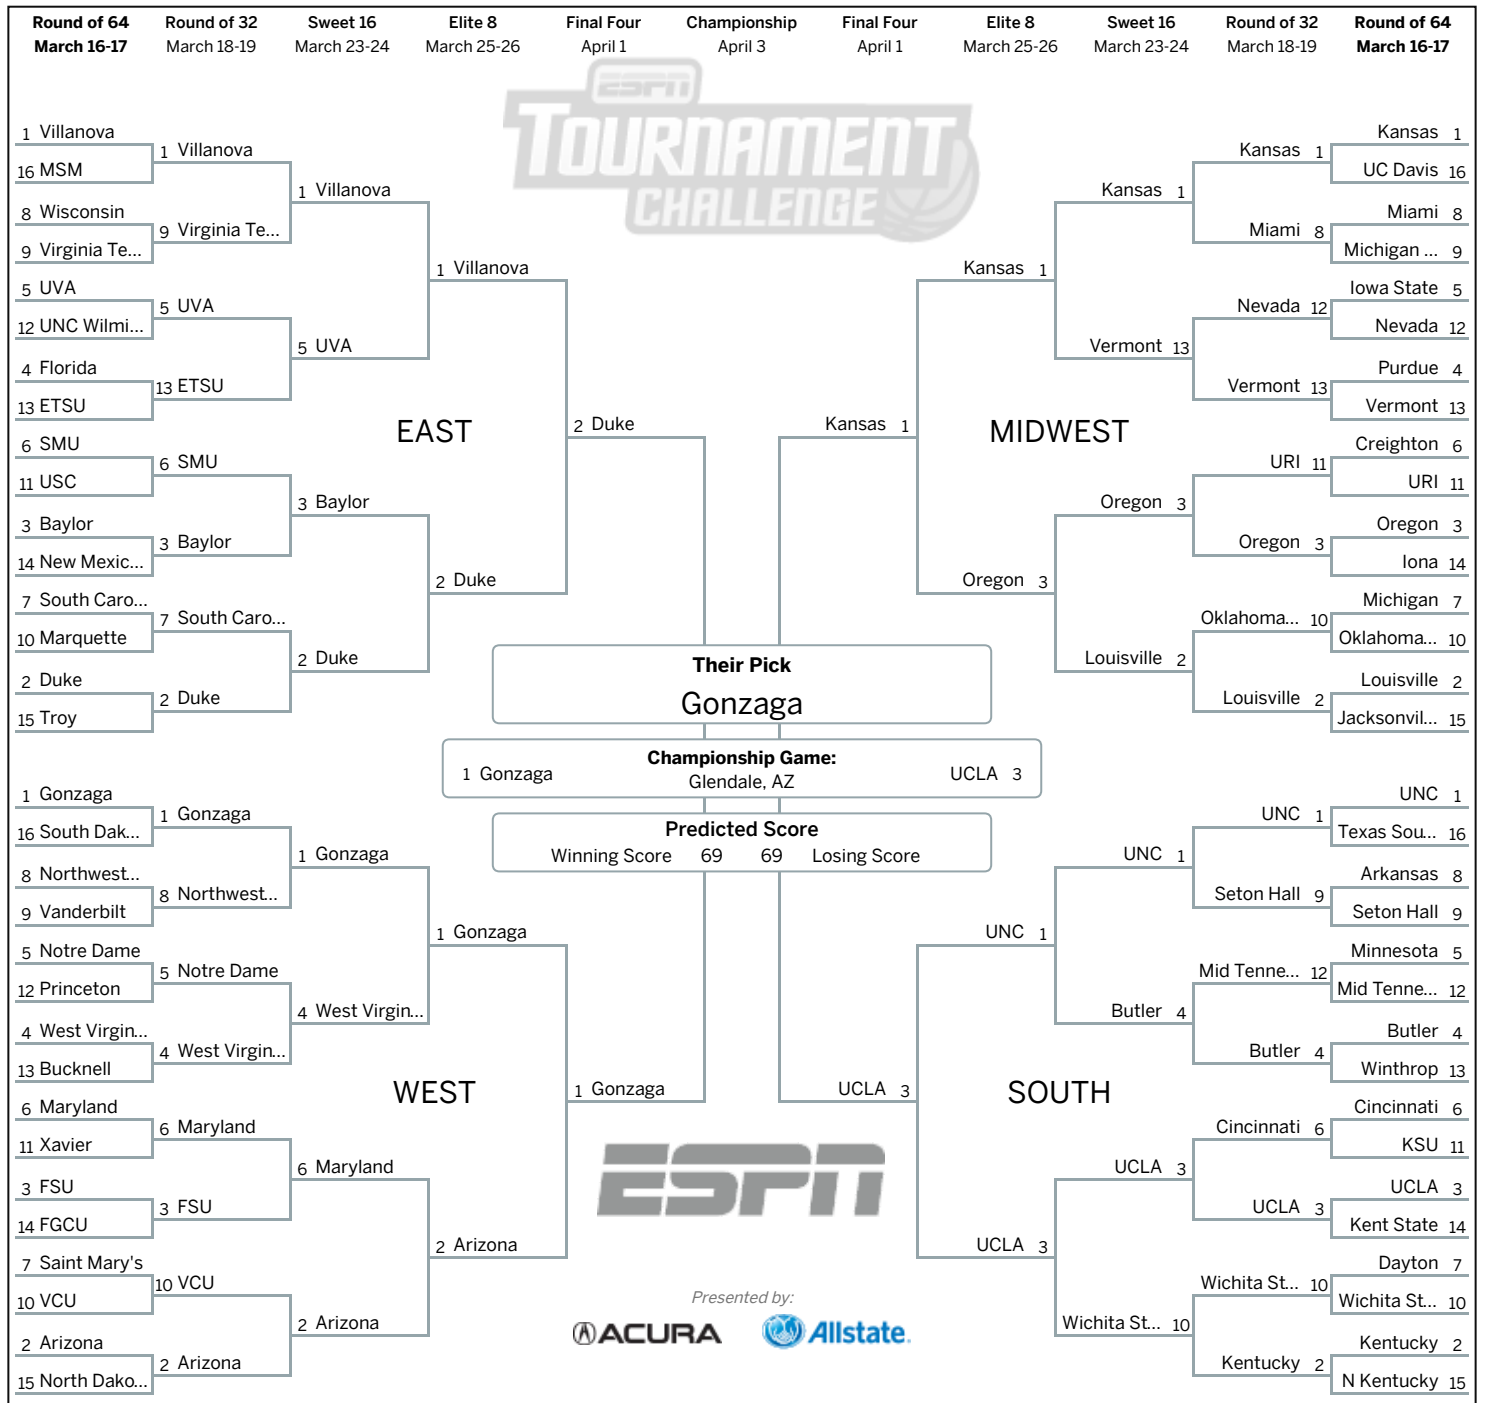 Round of 64 Round of 32 Sweet 16 Elite 8 Final Four Championship Final Four Elite 8 Sweet 16 Round of 32 Round of 64
March 16-17 March 18-19 March 23-24 March 25-26 April 1 April 3 April 1 March 25-26 March 23-24 March 18-19 March 16-17
ESPN
TOURNAMENT
CHALLENGE
1 Villanova
16 MSM
8 Wisconsin
9 Virginia Te...
5 UVA
12 UNC Wilmi...
4 Florida
13 ETSU
6 SMU
11 USC
3 Baylor
14 New Mexic...
7 South Caro...
10 Marquette
2 Duke
15 Troy
1 Villanova
9 Virginia Te...
5 UVA
13 ETSU
6 SMU
3 Baylor
7 South Caro...
2 Duke
1 Villanova
5 UVA
3 Baylor
2 Duke
1 Villanova
2 Duke
EAST
2 Duke
Kansas 1
MIDWEST
Kansas 1
Oregon 3
Kansas 1
Vermont 13
Oregon 3
Louisville 2
Kansas 1
Miami 8
Nevada 12
Vermont 13
URI 11
Oregon 3
Oklahoma... 10
Louisville 2
Kansas 1
UC Davis 16
Miami 8
Michigan ... 9
Iowa State 5
Nevada 12
Purdue 4
Vermont 13
Creighton 6
URI 11
Oregon 3
Iona 14
Michigan 7
Oklahoma... 10
Louisville 2
Jacksonvil... 15
Their Pick
Gonzaga
Championship Game:
1 Gonzaga Glendale, AZ UCLA 3
Predicted Score
Winning Score 69 69 Losing Score
1 Gonzaga
16 South Dak...
8 Northwest...
9 Vanderbilt
5 Notre Dame
12 Princeton
4 West Virgin...
13 Bucknell
6 Maryland
11 Xavier
3 FSU
14 FGCU
7 Saint Mary's
10 VCU
2 Arizona
15 North Dako...
1 Gonzaga
8 Northwest...
5 Notre Dame
4 West Virgin...
6 Maryland
3 FSU
10 VCU
2 Arizona
1 Gonzaga
4 West Virgin...
6 Maryland
2 Arizona
1 Gonzaga
2 Arizona
WEST
1 Gonzaga
UCLA 3
SOUTH
UNC 1
UCLA 3
UNC 1
Butler 4
UCLA 3
Wichita St... 10
UNC 1
Seton Hall 9
Mid Tenne... 12
Butler 4
Cincinnati 6
UCLA 3
Wichita St... 10
Kentucky 2
UNC 1
Texas Sou... 16
Arkansas 8
Seton Hall 9
Minnesota 5
Mid Tenne... 12
Butler 4
Winthrop 13
Cincinnati 6
KSU 11
UCLA 3
Kent State 14
Dayton 7
Wichita St... 10
Kentucky 2
N Kentucky 15
ESPN
Presented by:
ACURA Allstate.